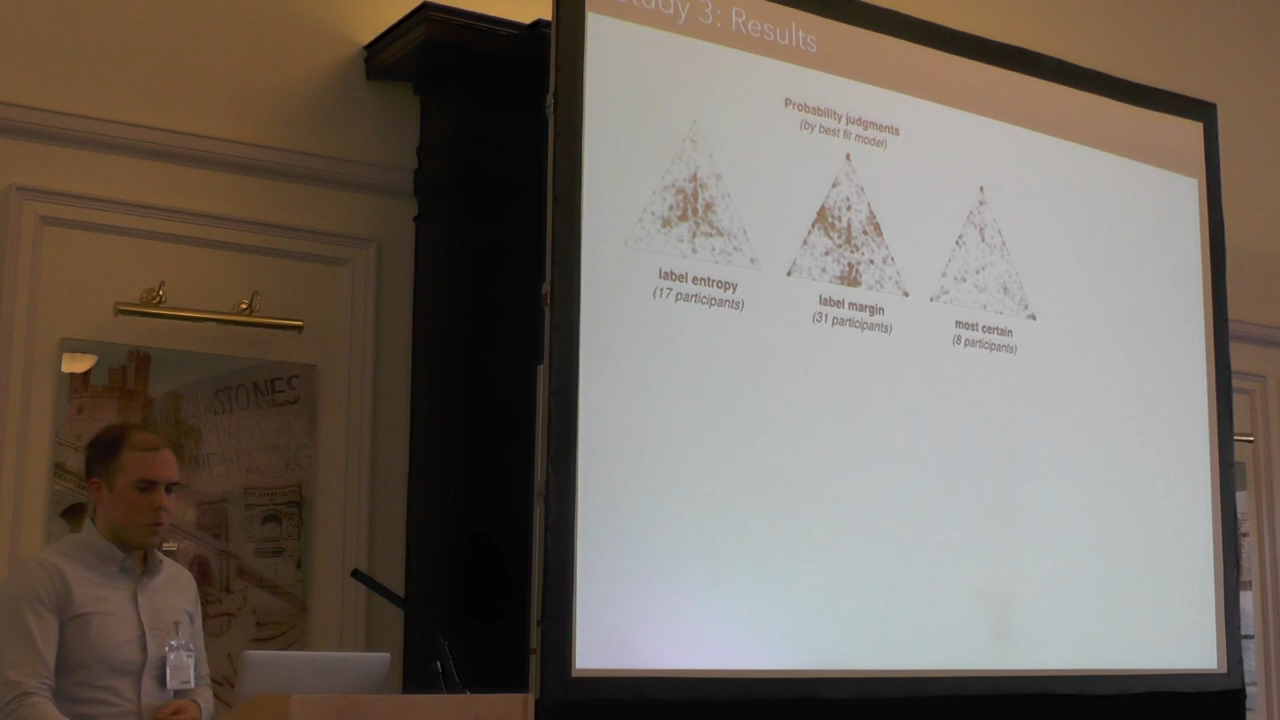 Study 3: Results
Probability judgments
(by best fit model)
label entropy
(17 participants)
label margin
(31 participants)
most certain
(8 participants)
STONES